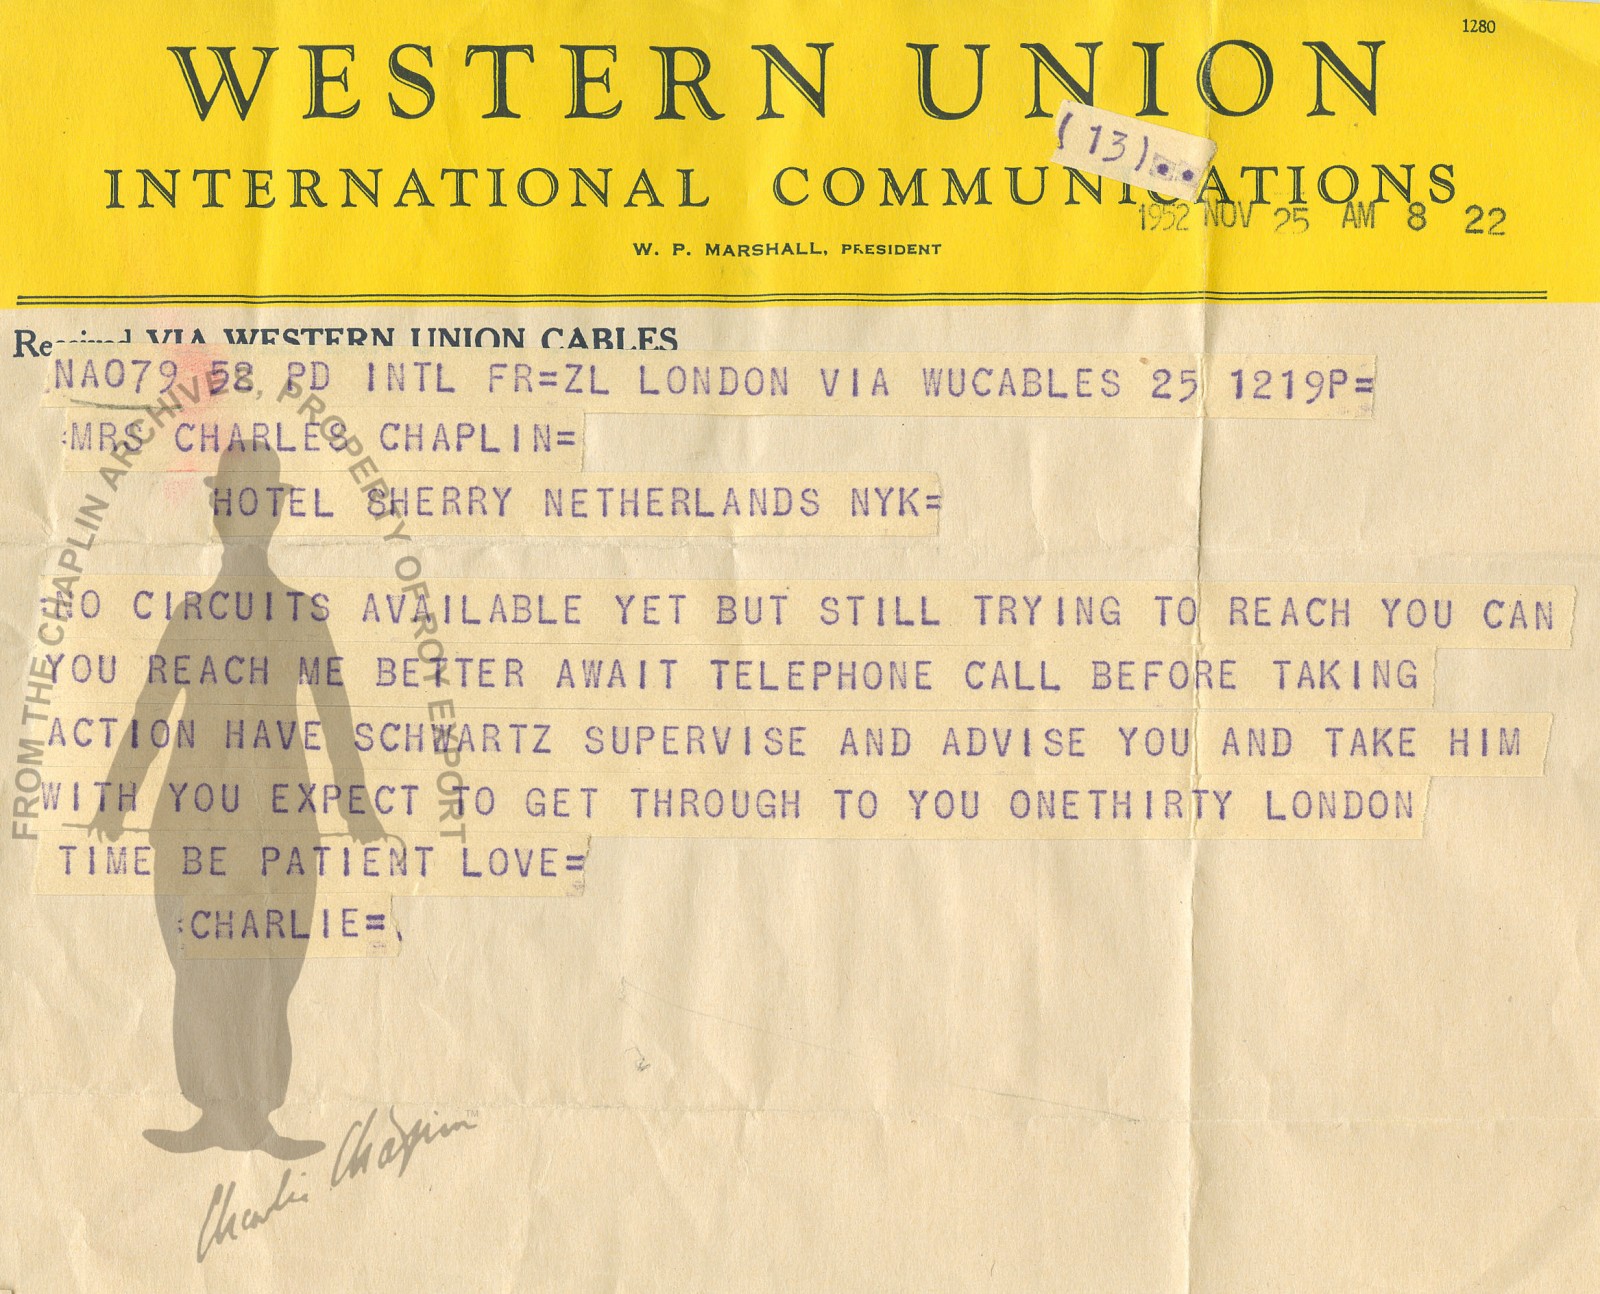 1280
WESTERN UNION
(13)..
INTERNATIONAL COMMUNICATIONS
1952 NOV 25 AM 8 22
W. P. MARSHALL, PRESIDENT
Received VIA WESTERN UNION CABLES
NA079 58 PD INTL FR=ZL LONDON VIA WUCABLES 25 1219P=
:MRS CHARLES CHAPLIN=
HOTEL SHERRY NETHERLANDS NYK=
NO CIRCUITS AVAILABLE YET BUT STILL TRYING TO REACH YOU CAN
YOU REACH ME BETTER AWAIT TELEPHONE CALL BEFORE TAKING
ACTION HAVE SCHWARTZ SUPERVISE AND ADVISE YOU AND TAKE HIM
WITH YOU EXPECT TO GET THROUGH TO YOU ONETHIRTY LONDON
TIME BE PATIENT LOVE=
:CHARLIE=
FROM THE CHAPLIN ARCHIVES, PROPERTY OF ROY EXPORT
Charlie Chaplin™